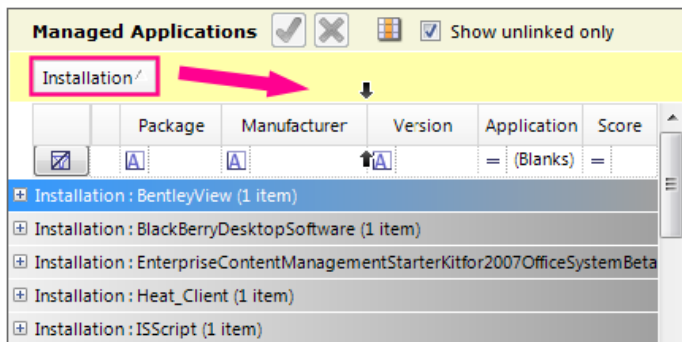 Managed Applications Show unlinked only
Installation
Package Manufacturer Version Application Score
A A A = (Blanks) =
Installation : BentleyView (1 item)
Installation : BlackBerryDesktopSoftware (1 item)
Installation : EnterpriseContentManagementStarterKitfor2007OfficeSystemBeta
Installation : Heat_Client (1 item)
Installation : ISScript (1 item)